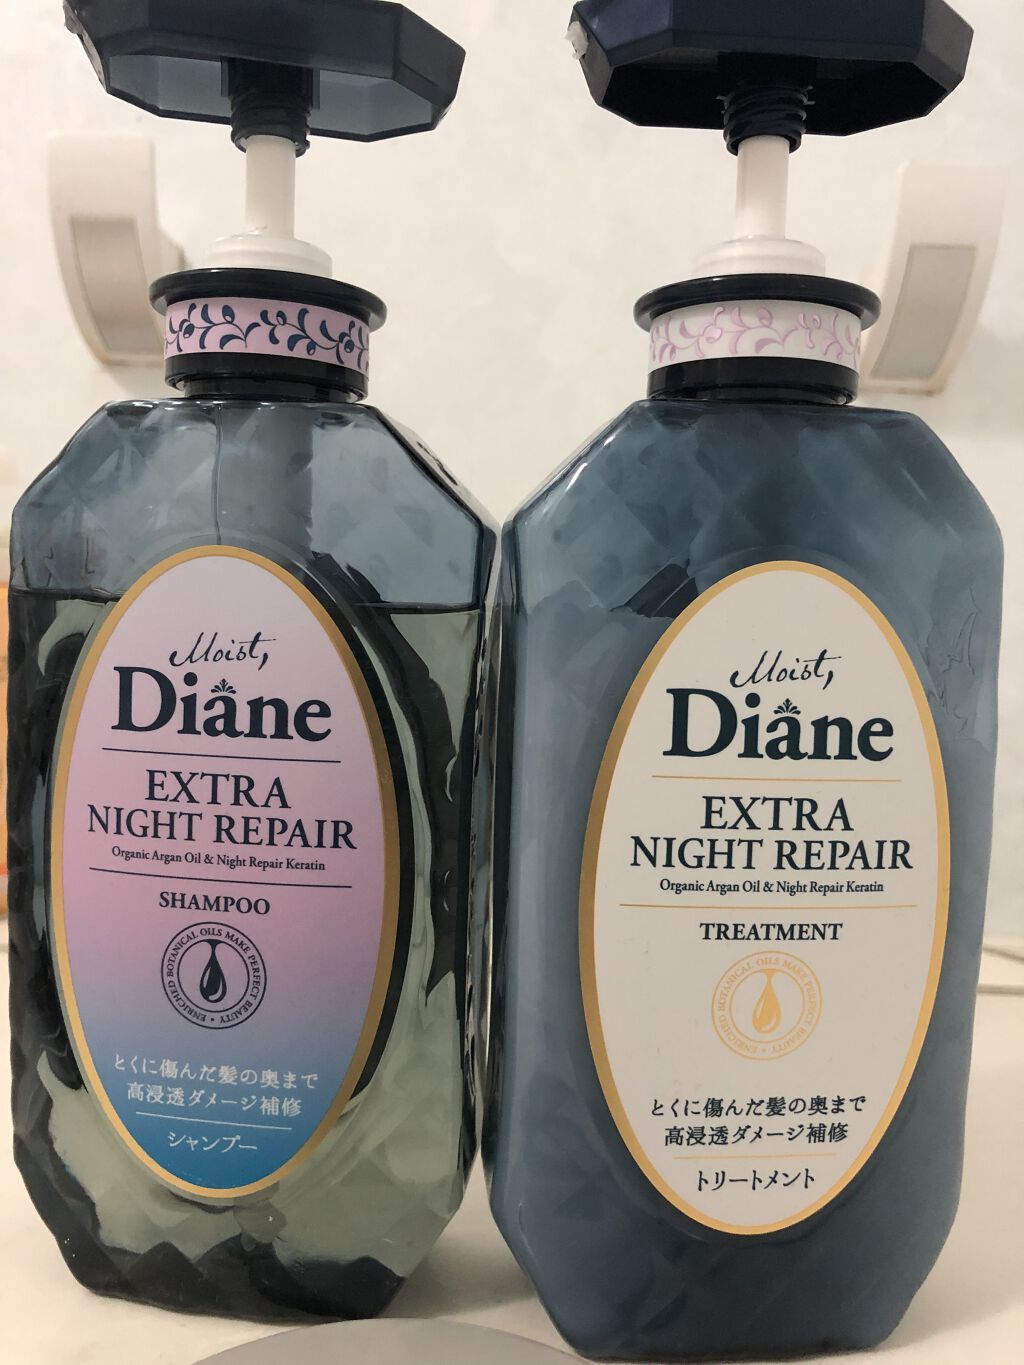 Moist,
Diane
EXTRA
NIGHT REPAIR
Organic Argan Oil & Night Repair Keratin
SHAMPOO
ENRICHED BOTANICAL OILS MAKE PERFECT BEAUTY
とくに傷んだ髪の奥まで
高浸透ダメージ補修
シャンプー
Moist,
Diane
EXTRA
NIGHT REPAIR
Organic Argan Oil & Night Repair Keratin
TREATMENT
ENRICHED BOTANICAL OILS MAKE PERFECT BEAUTY
とくに傷んだ髪の奥まで
高浸透ダメージ補修
トリートメント